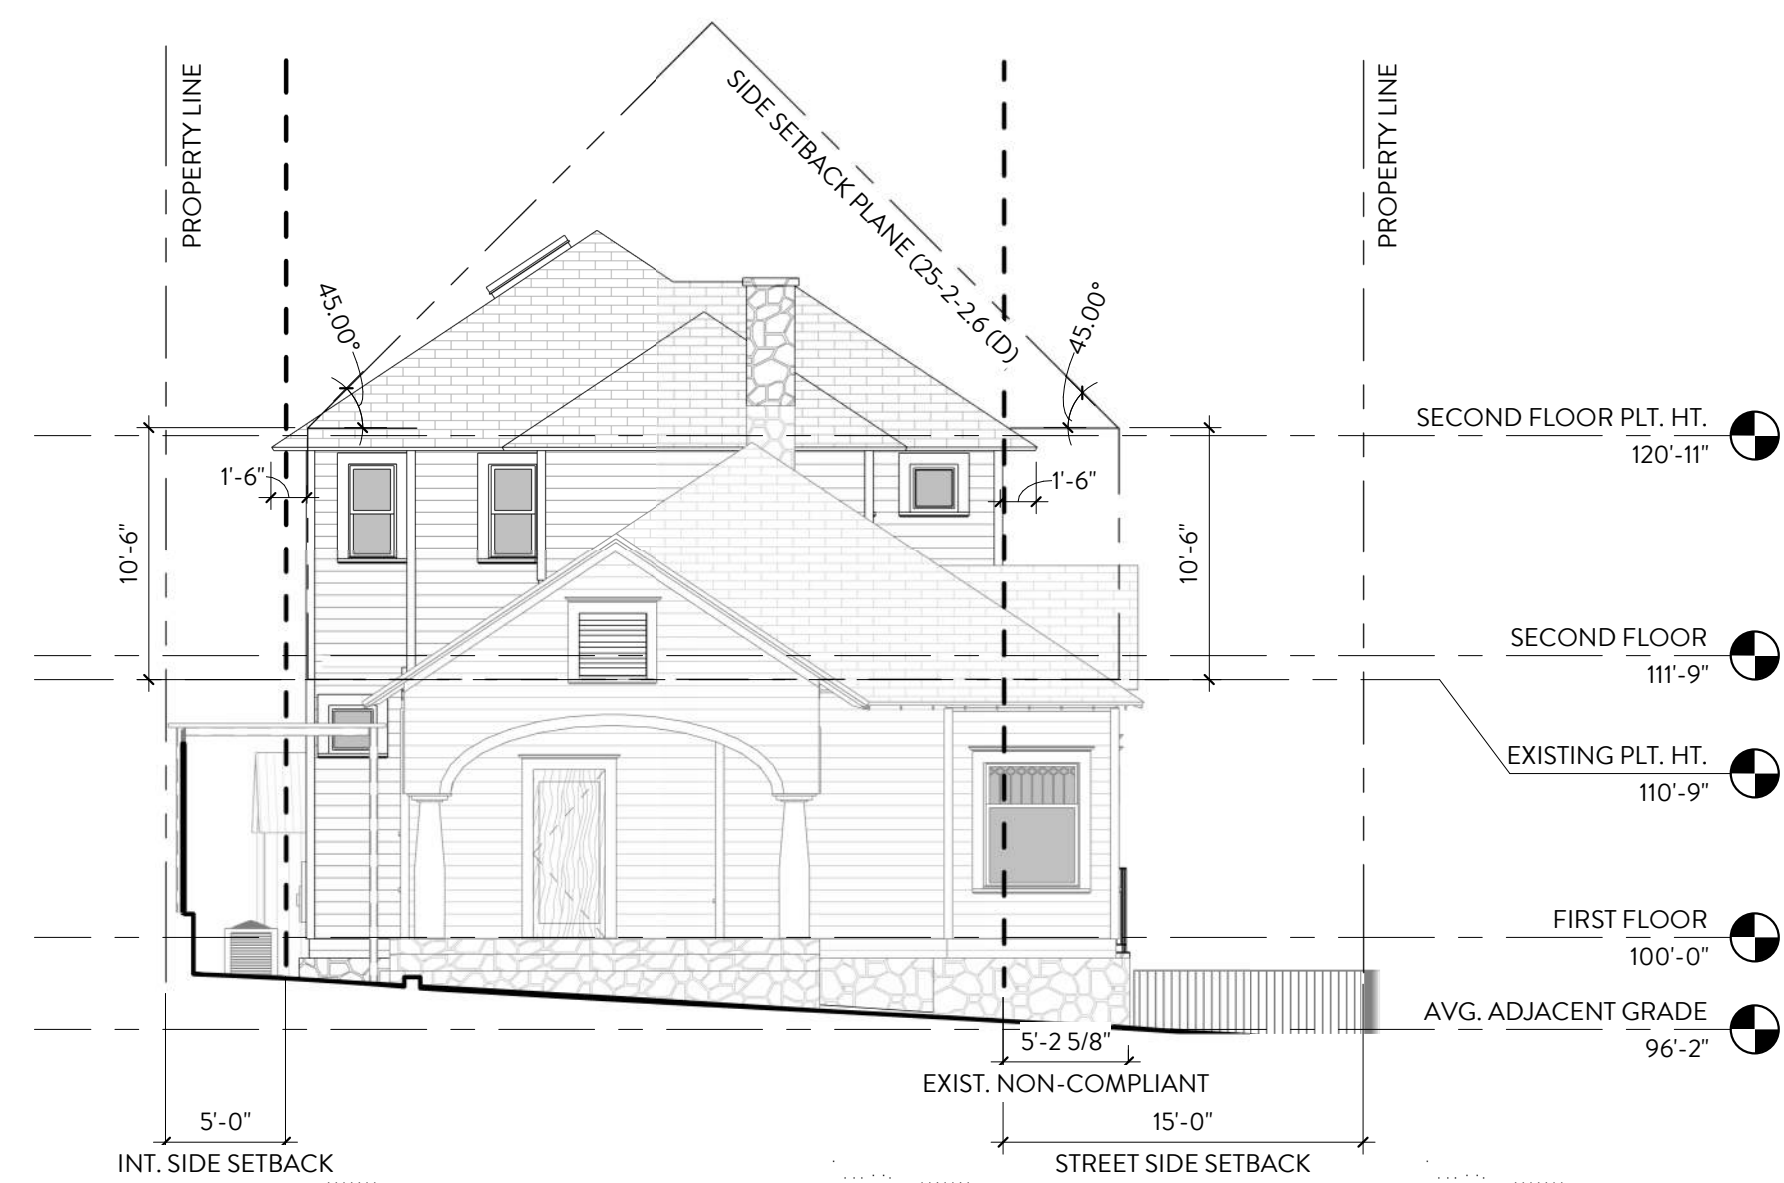 PROPERTY LINE
SIDE SETBACK PLANE (25-2-2.6 (D)
PROPERTY LINE
45.00°
45.00°
SECOND FLOOR PLT. HT.
120'-11"
1'-6"
1'-6"
10'-6"
10'-6"
SECOND FLOOR
111'-9"
EXISTING PLT. HT.
110'-9"
FIRST FLOOR
100'-0"
AVG. ADJACENT GRADE
96'-2"
5'-2 5/8"
EXIST. NON-COMPLIANT
5'-0"
15'-0"
INT. SIDE SETBACK
STREET SIDE SETBACK